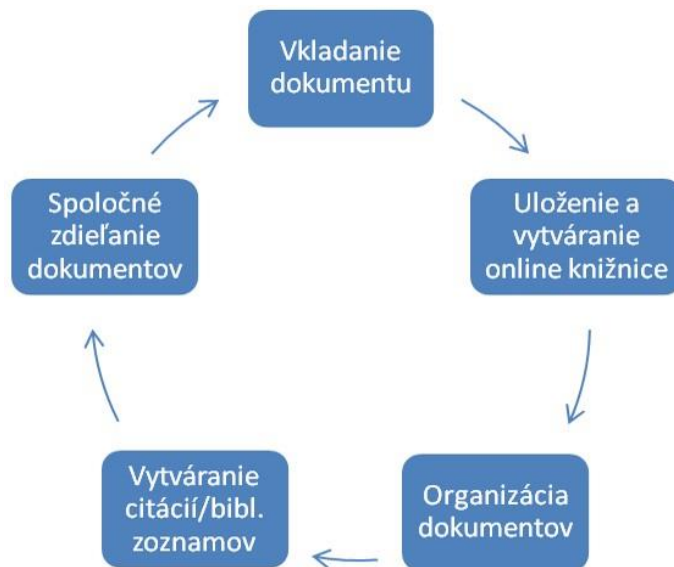 Vkladanie
dokumentu
Uloženie a
vytváranie
online knižnice
Organizácia
dokumentov
Vytváranie
citácií/bibl.
zoznamov
Spoločné
zdieľanie
dokumentov